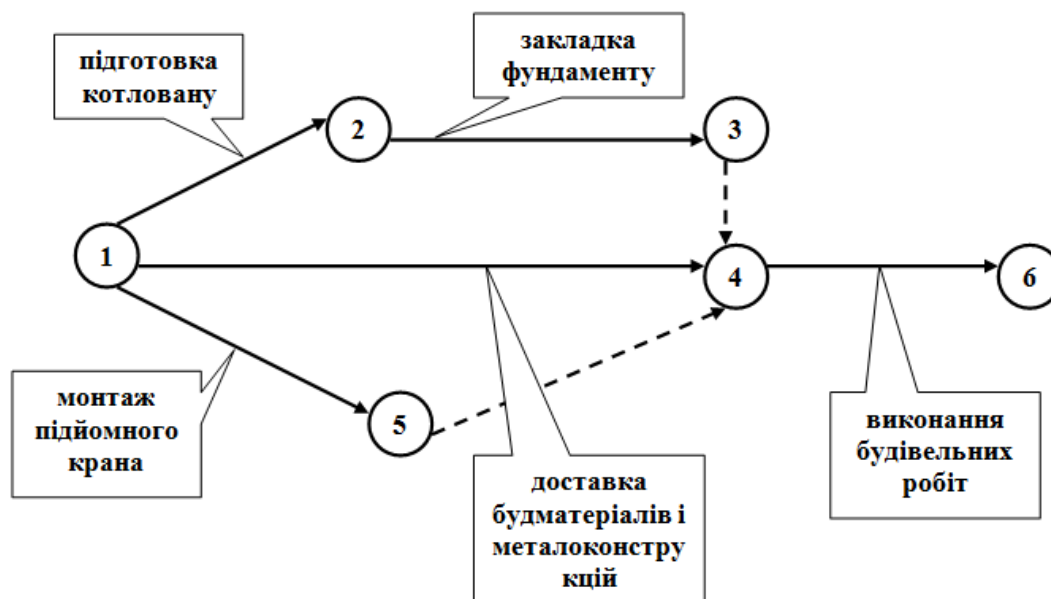 підготовка
котловану
закладка
фундаменту
2
3
1
4
6
монтаж
підйомного
крана
5
доставка
будматеріалів і
металоконстру
кцій
виконання
будівельних
робіт